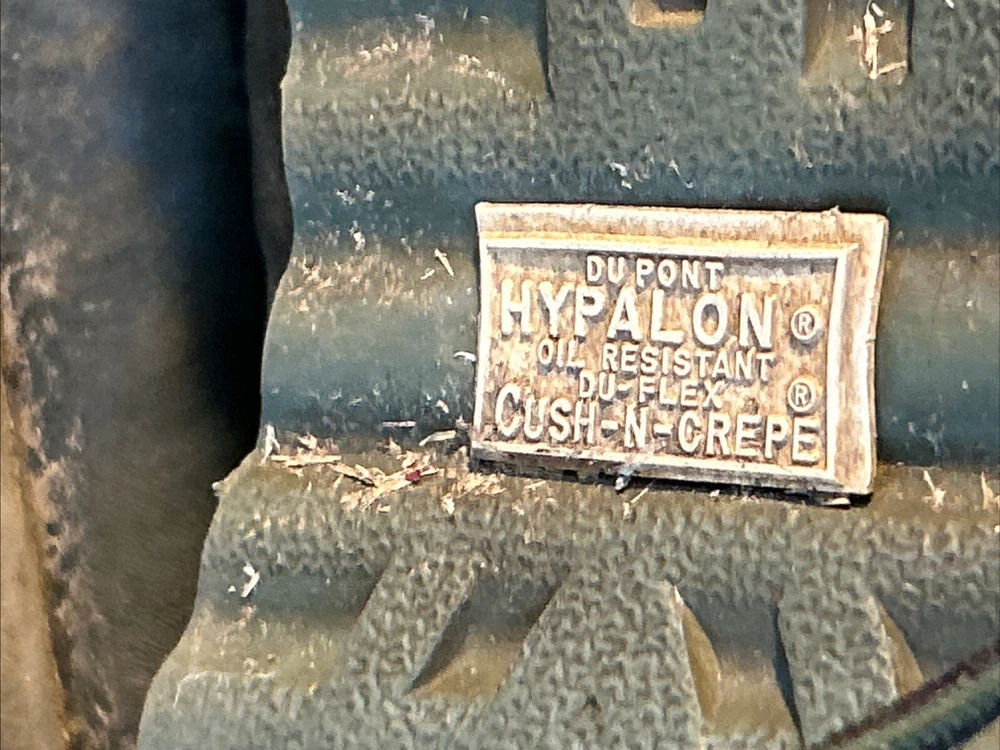 DU PONT
HYPALON ®
OIL RESISTANT
DU-FLEX ®
CUSH-N-CREPE